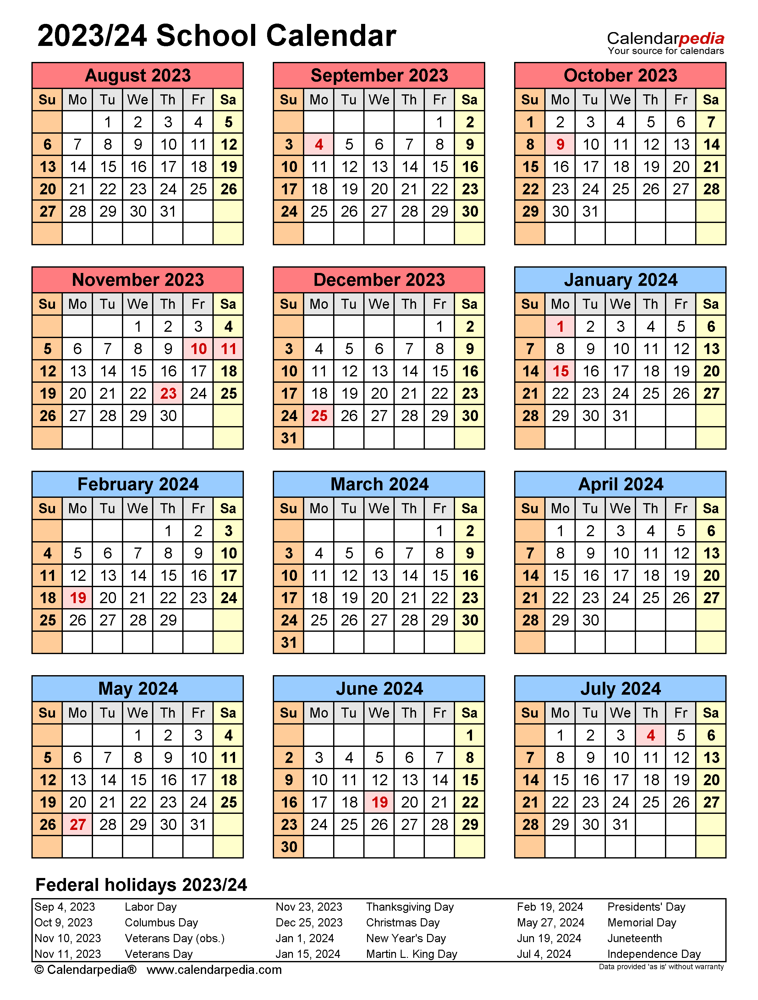 2023/24 School Calendar
Calendarpedia
Your source for calendars
August 2023
Su Mo Tu We Th Fr Sa
1 2 3 4 5
6 7 8 9 10 11 12
13 14 15 16 17 18 19
20 21 22 23 24 25 26
27 28 29 30 31
September 2023
Su Mo Tu We Th Fr Sa
1 2
3 4 5 6 7 8 9
10 11 12 13 14 15 16
17 18 19 20 21 22 23
24 25 26 27 28 29 30
October 2023
Su Mo Tu We Th Fr Sa
1 2 3 4 5 6 7
8 9 10 11 12 13 14
15 16 17 18 19 20 21
22 23 24 25 26 27 28
29 30 31
November 2023
Su Mo Tu We Th Fr Sa
1 2 3 4
5 6 7 8 9 10 11
12 13 14 15 16 17 18
19 20 21 22 23 24 25
26 27 28 29 30
December 2023
Su Mo Tu We Th Fr Sa
1 2
3 4 5 6 7 8 9
10 11 12 13 14 15 16
17 18 19 20 21 22 23
24 25 26 27 28 29 30
31
January 2024
Su Mo Tu We Th Fr Sa
1 2 3 4 5 6
7 8 9 10 11 12 13
14 15 16 17 18 19 20
21 22 23 24 25 26 27
28 29 30 31
February 2024
Su Mo Tu We Th Fr Sa
1 2 3
4 5 6 7 8 9 10
11 12 13 14 15 16 17
18 19 20 21 22 23 24
25 26 27 28 29
March 2024
Su Mo Tu We Th Fr Sa
1 2
3 4 5 6 7 8 9
10 11 12 13 14 15 16
17 18 19 20 21 22 23
24 25 26 27 28 29 30
31
April 2024
Su Mo Tu We Th Fr Sa
1 2 3 4 5 6
7 8 9 10 11 12 13
14 15 16 17 18 19 20
21 22 23 24 25 26 27
28 29 30
May 2024
Su Mo Tu We Th Fr Sa
1 2 3 4
5 6 7 8 9 10 11
12 13 14 15 16 17 18
19 20 21 22 23 24 25
26 27 28 29 30 31
June 2024
Su Mo Tu We Th Fr Sa
1
2 3 4 5 6 7 8
9 10 11 12 13 14 15
16 17 18 19 20 21 22
23 24 25 26 27 28 29
30
July 2024
Su Mo Tu We Th Fr Sa
1 2 3 4 5 6
7 8 9 10 11 12 13
14 15 16 17 18 19 20
21 22 23 24 25 26 27
28 29 30 31
Federal holidays 2023/24
Sep 4, 2023 Labor Day Nov 23, 2023 Thanksgiving Day Feb 19, 2024 Presidents' Day
Oct 9, 2023 Columbus Day Dec 25, 2023 Christmas Day May 27, 2024 Memorial Day
Nov 10, 2023 Veterans Day (obs.) Jan 1, 2024 New Year's Day Jun 19, 2024 Juneteenth
Nov 11, 2023 Veterans Day Jan 15, 2024 Martin L. King Day Jul 4, 2024 Independence Day
© Calendarpedia® www.calendarpedia.com Data provided 'as is' without warranty